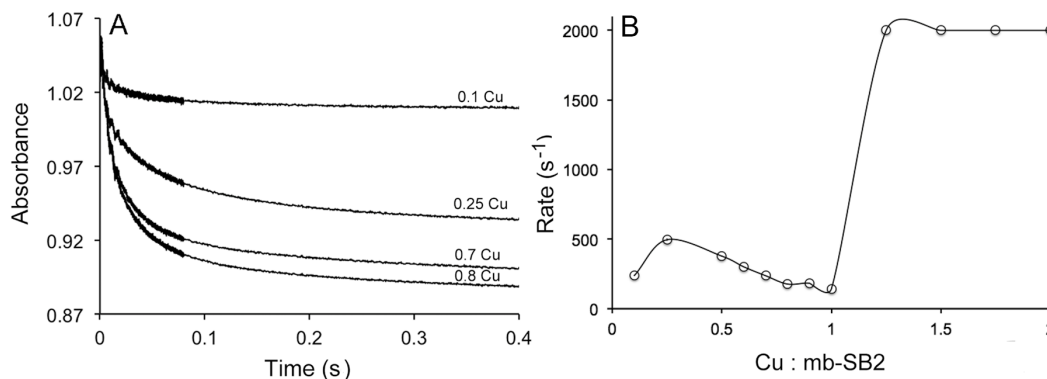 A
Absorbance
1.07
1.02
0.97
0.92
0.87
0.1 Cu
0.25 Cu
0.7 Cu
0.8 Cu
0 0.1 0.2 0.3 0.4
Time (s)
B
Rate (s⁻¹)
2000
1500
1000
500
0
0 0.5 1 1.5
Cu : mb-SB2